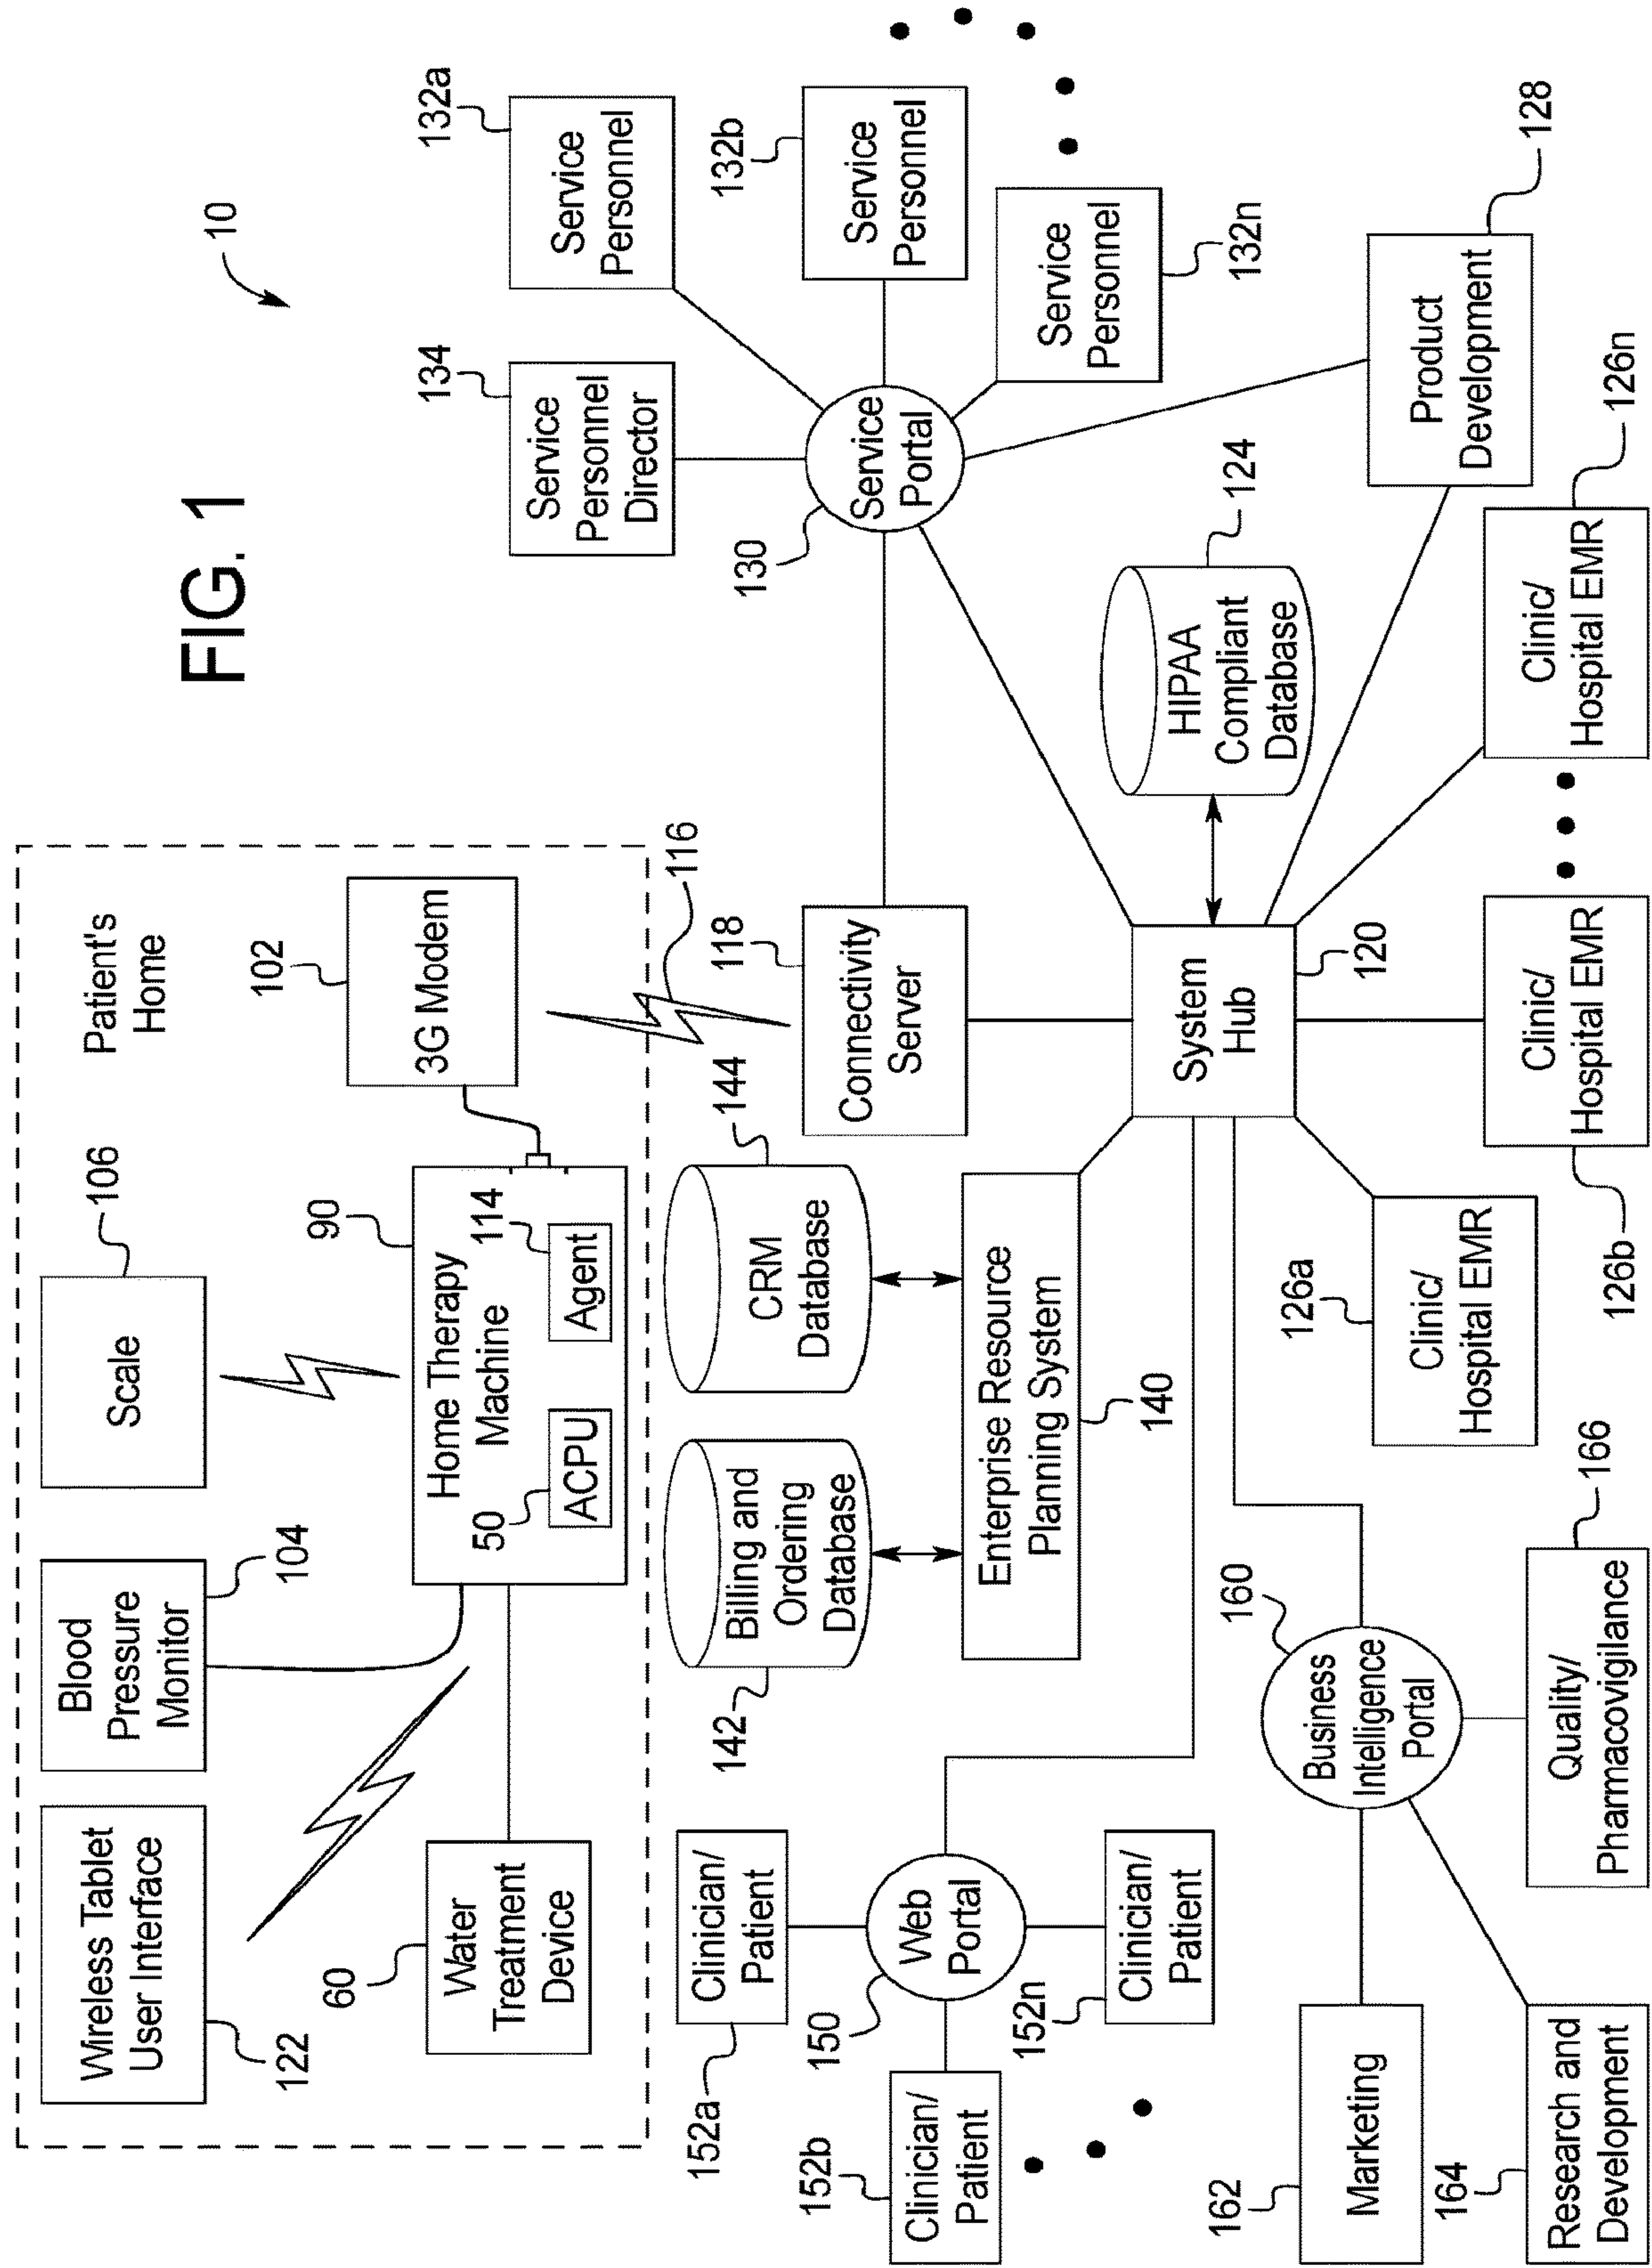 FIG. 1
10
Patient's
Home
Wireless Tablet
User Interface
122
Blood
Pressure
Monitor
104
Scale
106
3G Modem
102
Home Therapy
Machine
90
50
ACPU
114
Agent
Water
Treatment
Device
60
116
Service
Personnel
Director
134
Service
Personnel
132a
Service
Personnel
132b
Service
Personnel
132n
Service
Portal
130
Connectivity
Server
118
CRM
Database
144
Billing and
Ordering
Database
142
Enterprise Resource
Planning System
140
System
Hub
120
HIPAA
Compliant
Database
124
Product
Development
128
Clinician/
Patient
152a
Clinician/
Patient
152b
Clinician/
Patient
152n
Web
Portal
150
Business
Intelligence
Portal
160
Marketing
162
Research and
Development
164
Quality/
Pharmacovigilance
166
Clinic/
Hospital EMR
126a
Clinic/
Hospital EMR
126b
Clinic/
Hospital EMR
126n